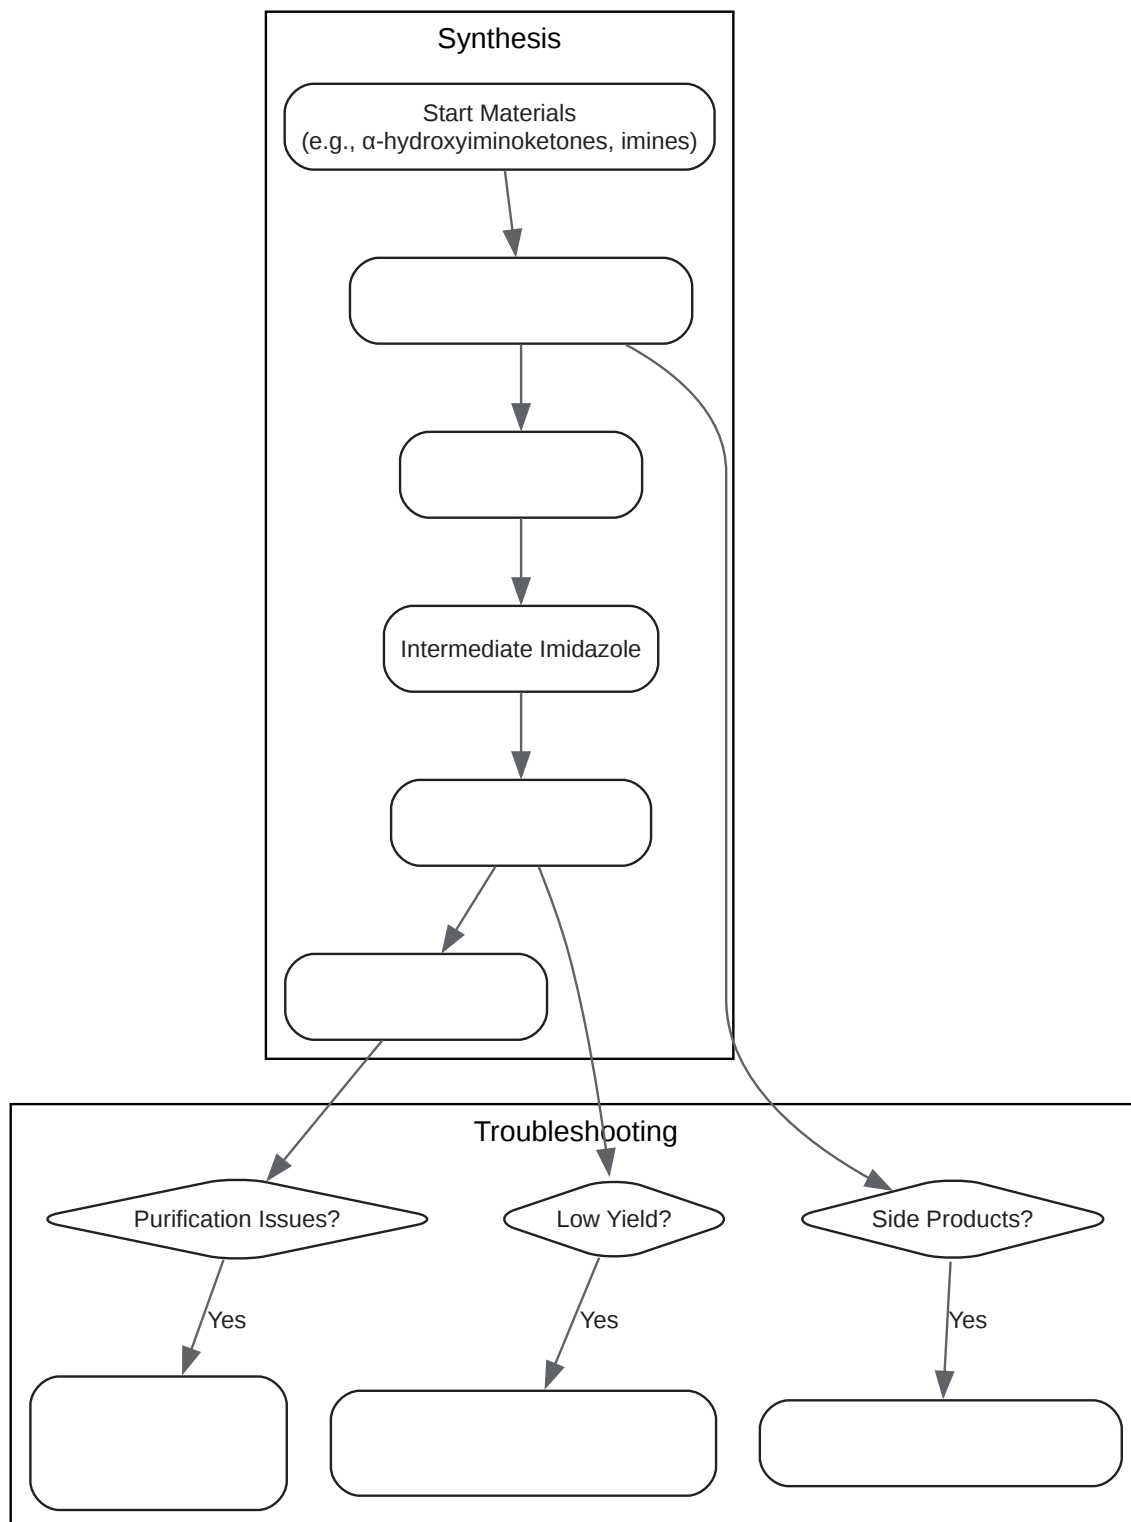 Synthesis
Start Materials
(e.g., α-hydroxyiminoketones, imines)
Intermediate Imidazole
Troubleshooting
Purification Issues?
Low Yield?
Side Products?
Yes
Yes
Yes